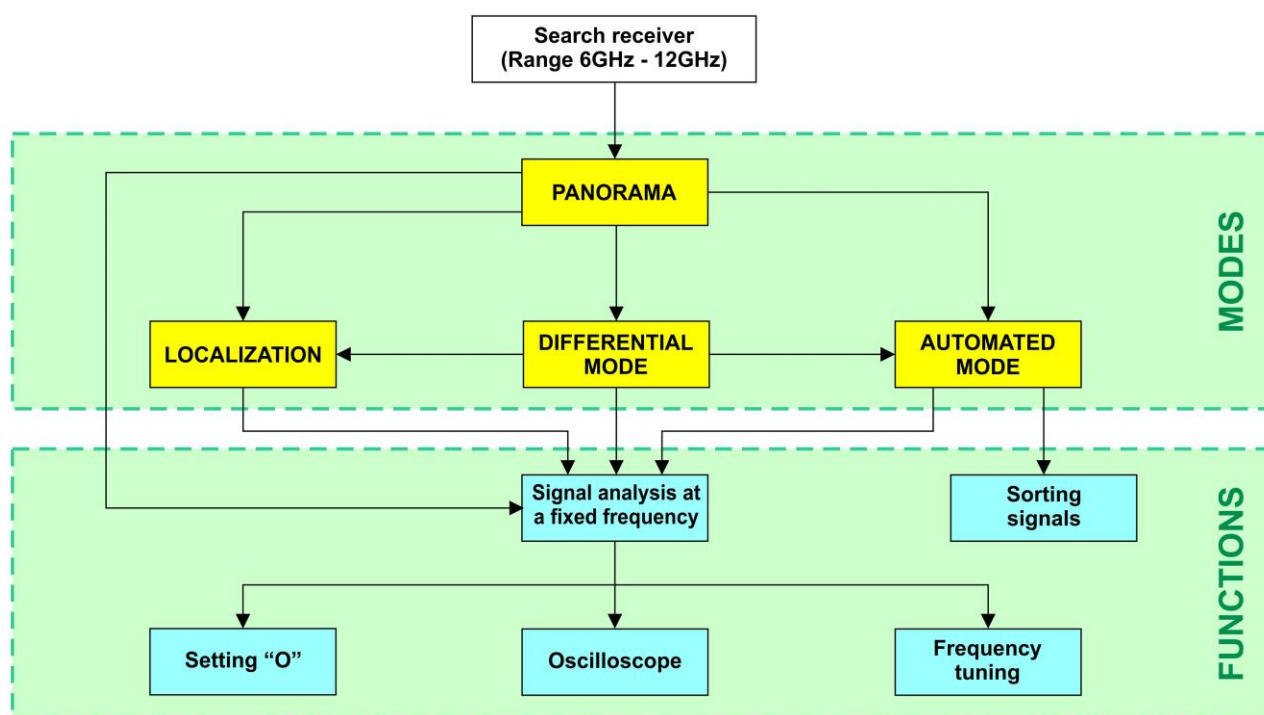 Search receiver
(Range 6GHz - 12GHz)
PANORAMA
MODES
LOCALIZATION
DIFFERENTIAL
MODE
AUTOMATED
MODE
Signal analysis at
a fixed frequency
Sorting
signals
FUNCTIONS
Setting “O”
Oscilloscope
Frequency
tuning